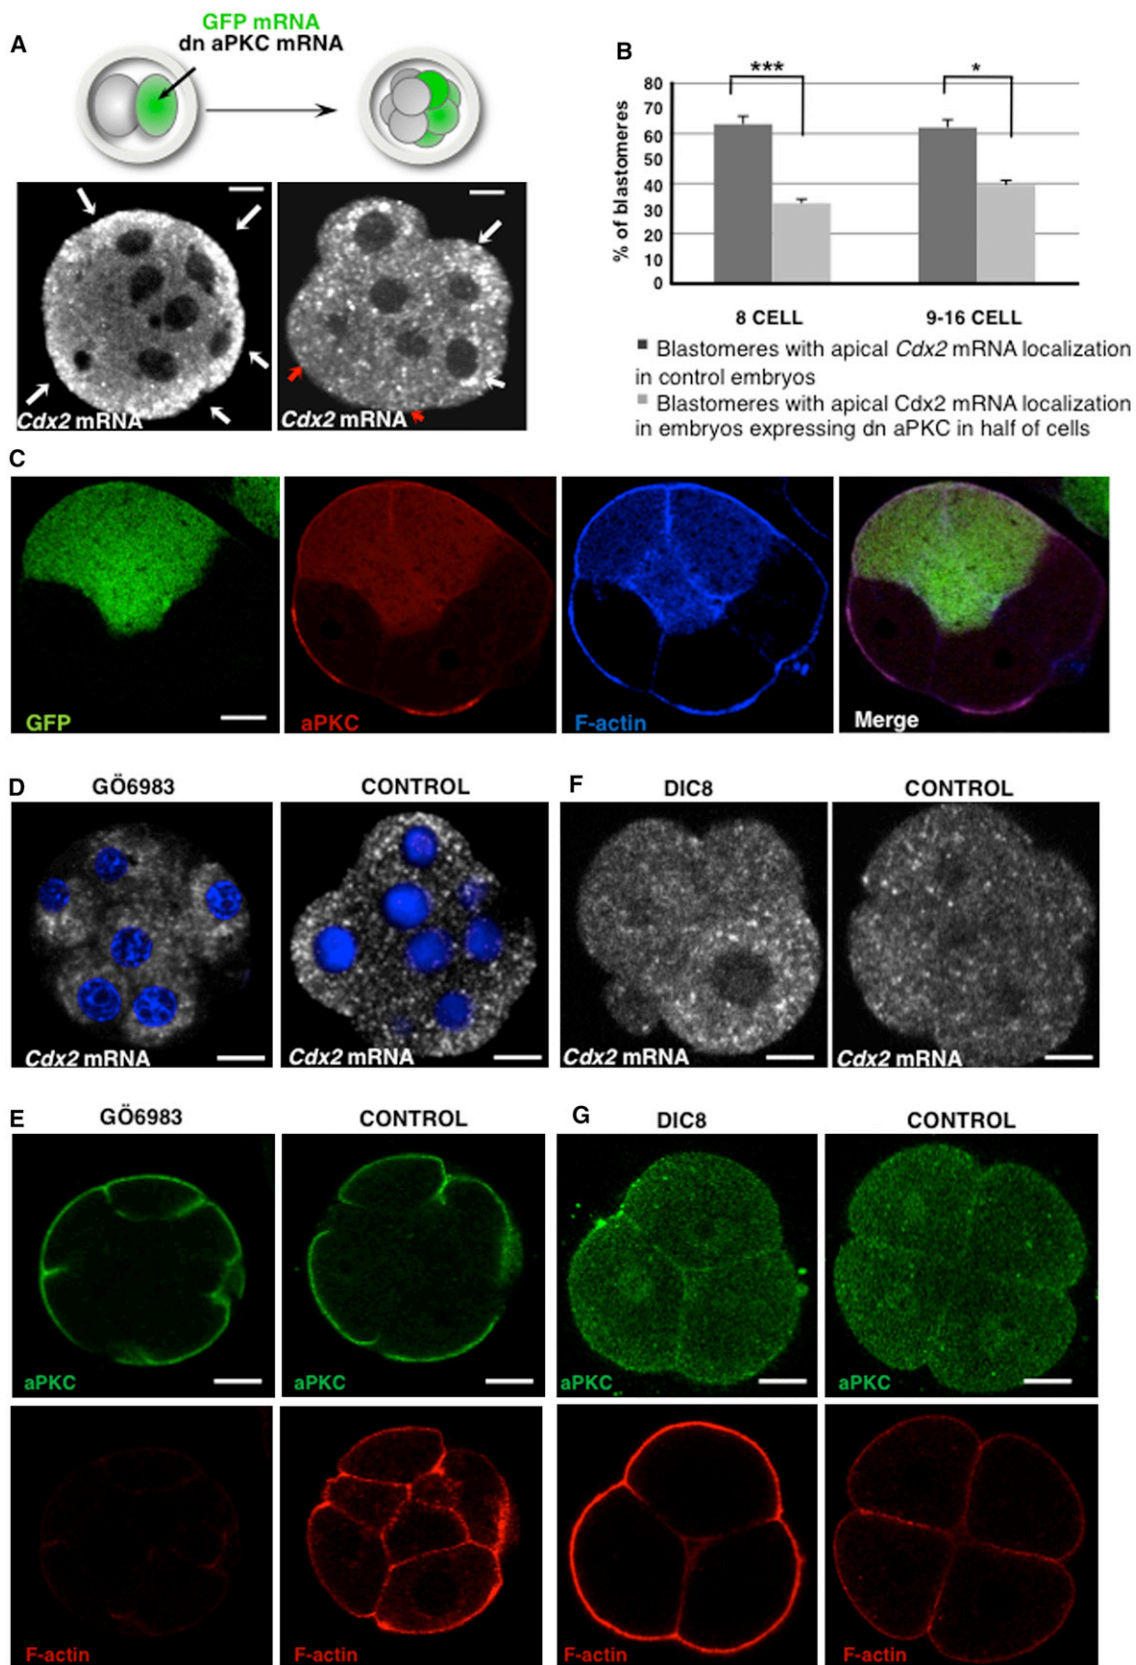 A
GFP mRNA
dn aPKC mRNA
Cdx2 mRNA
Cdx2 mRNA
B
% of blastomeres
80
70
60
50
40
30
20
10
0
***
*
8 CELL
9-16 CELL
Blastomeres with apical Cdx2 mRNA localization
in control embryos
Blastomeres with apical Cdx2 mRNA localization
in embryos expressing dn aPKC in half of cells
C
GFP
aPKC
F-actin
Merge
D
GÖ6983
CONTROL
Cdx2 mRNA
Cdx2 mRNA
F
DIC8
CONTROL
Cdx2 mRNA
Cdx2 mRNA
E
GÖ6983
CONTROL
aPKC
aPKC
F-actin
F-actin
G
DIC8
CONTROL
aPKC
aPKC
F-actin
F-actin